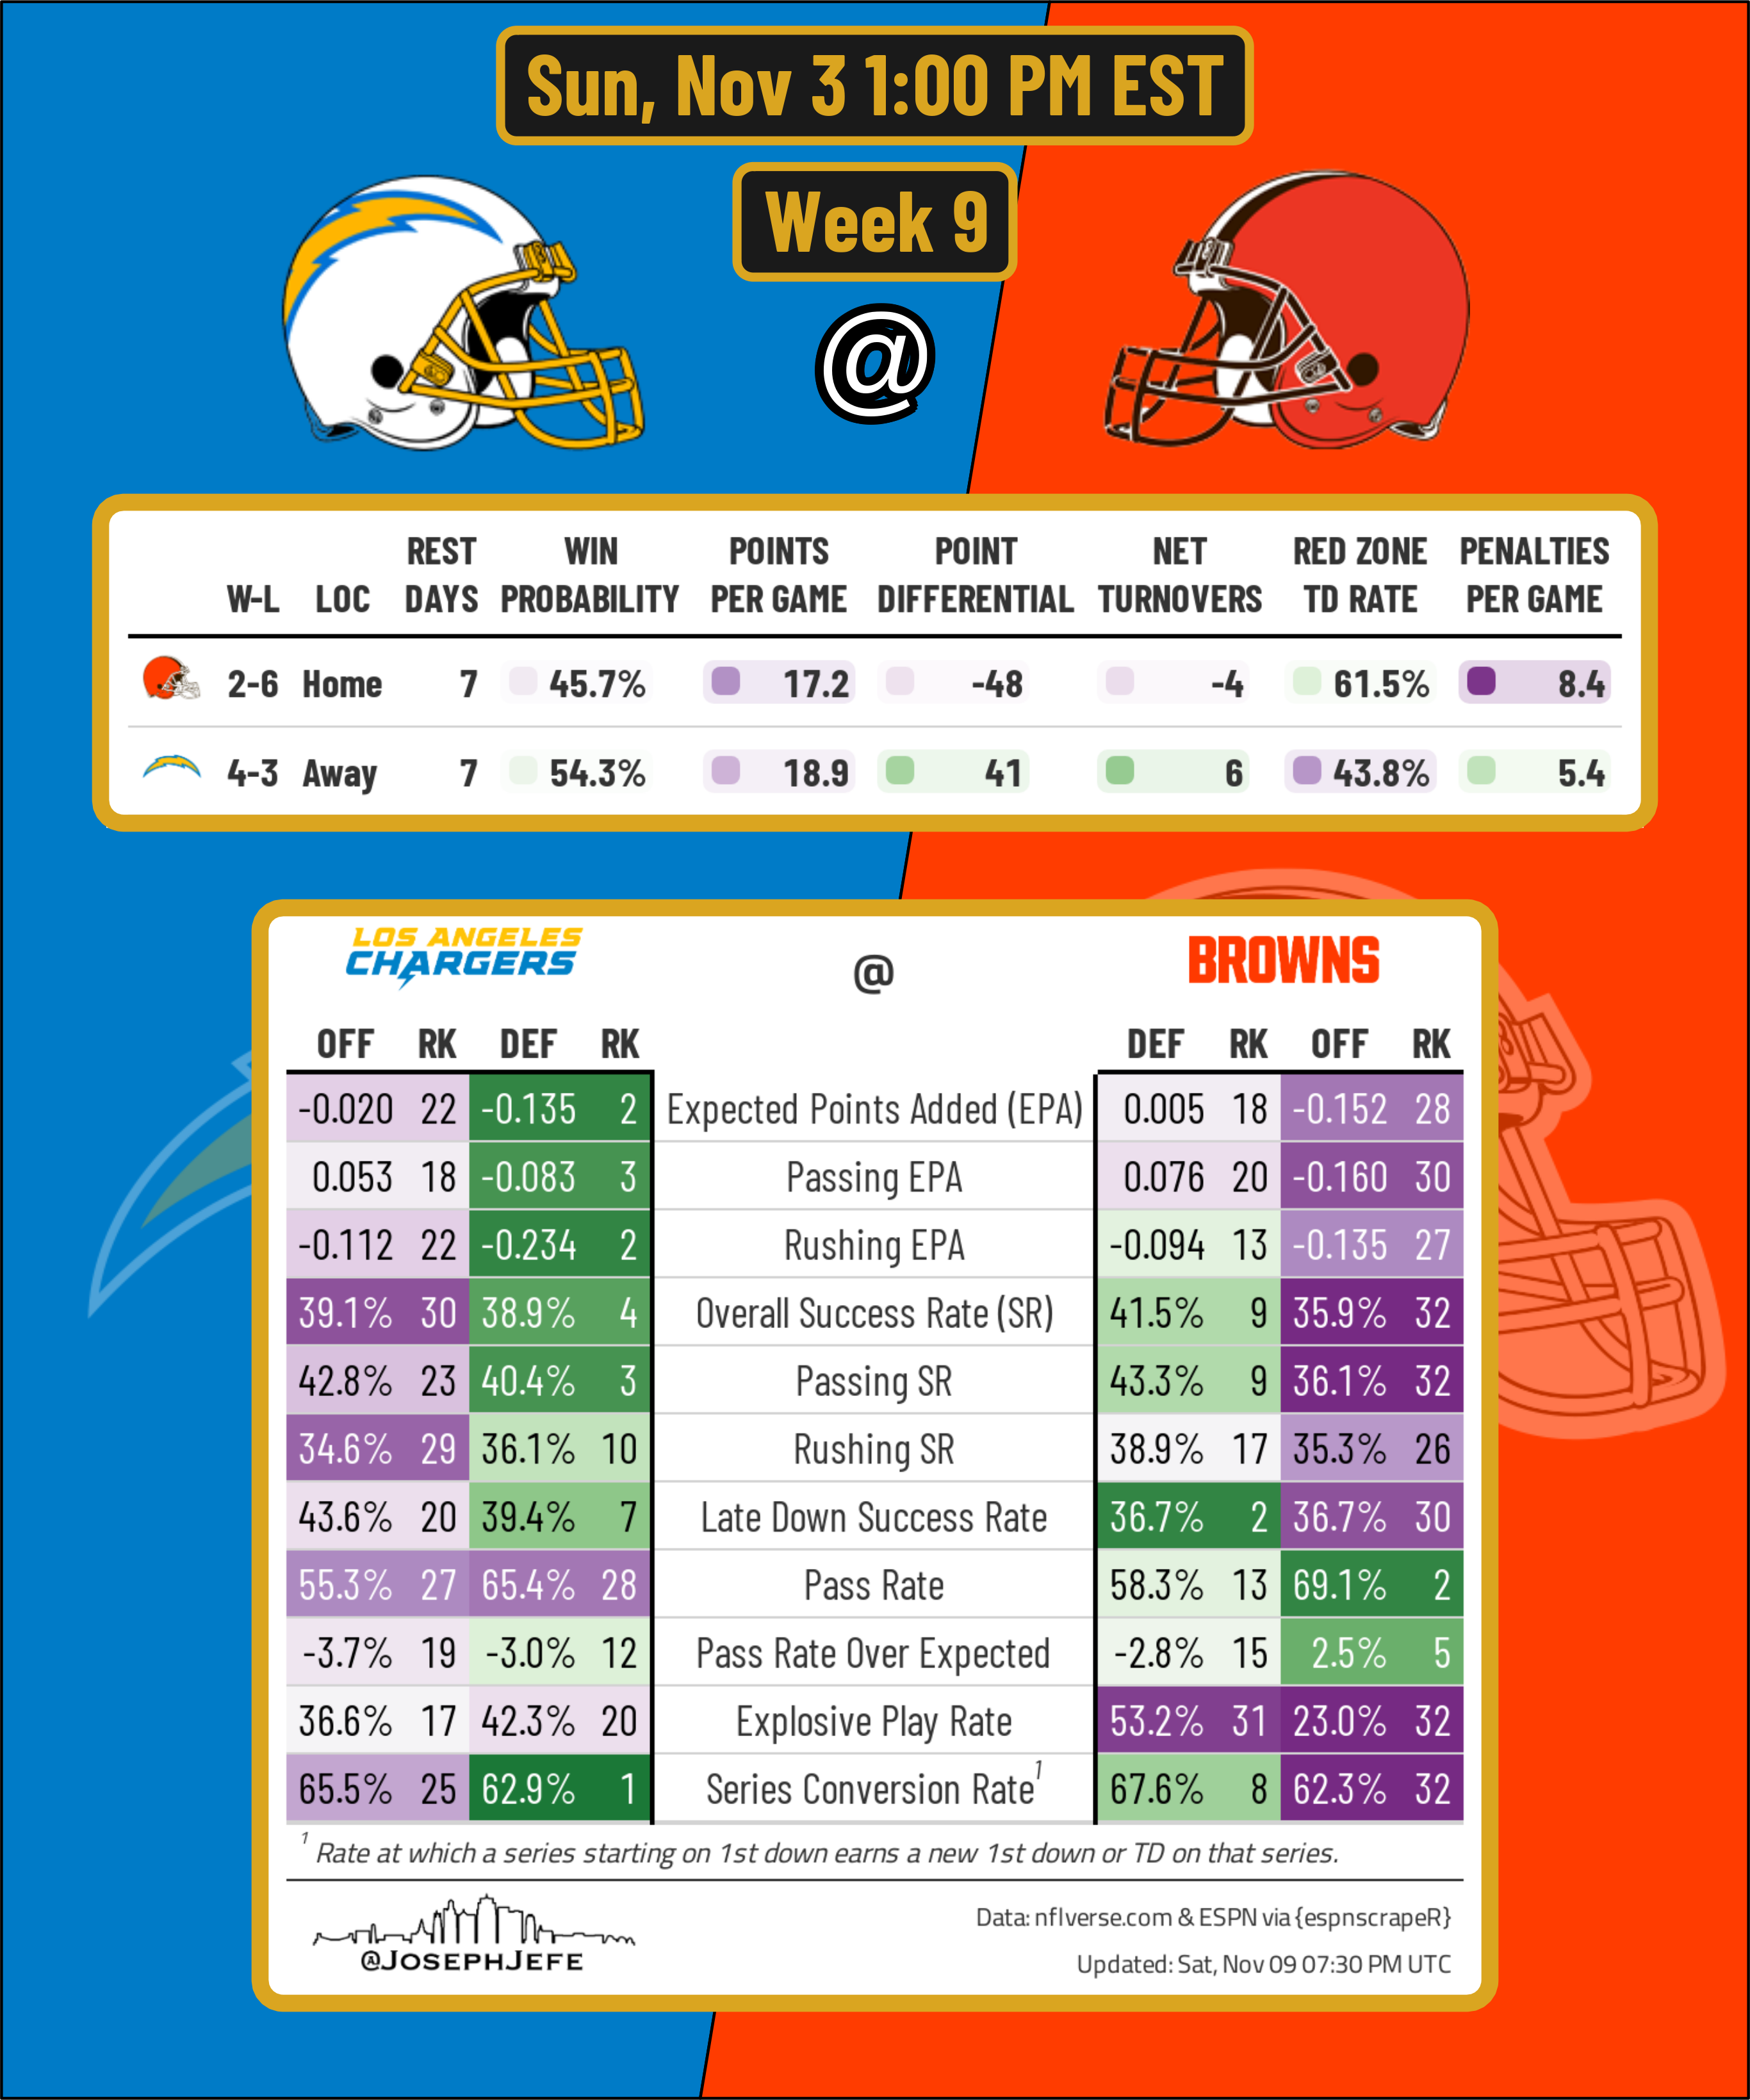 Sun, Nov 3 1:00 PM EST
Week 9
@
W-L LOC REST DAYS WIN PROBABILITY POINTS PER GAME POINT DIFFERENTIAL NET TURNOVERS RED ZONE TD RATE PENALTIES PER GAME
2-6 Home 7 45.7% 17.2 -48 -4 61.5% 8.4
4-3 Away 7 54.3% 18.9 41 6 43.8% 5.4
LOS ANGELES
CHARGERS
@
BROWNS
OFF RK DEF RK DEF RK OFF RK
-0.020 22 -0.135 2 Expected Points Added (EPA) 0.005 18 -0.152 28
0.053 18 -0.083 3 Passing EPA 0.076 20 -0.160 30
-0.112 22 -0.234 2 Rushing EPA -0.094 13 -0.135 27
39.1% 30 38.9% 4 Overall Success Rate (SR) 41.5% 9 35.9% 32
42.8% 23 40.4% 3 Passing SR 43.3% 9 36.1% 32
34.6% 29 36.1% 10 Rushing SR 38.9% 17 35.3% 26
43.6% 20 39.4% 7 Late Down Success Rate 36.7% 2 36.7% 30
55.3% 27 65.4% 28 Pass Rate 58.3% 13 69.1% 2
-3.7% 19 -3.0% 12 Pass Rate Over Expected -2.8% 15 2.5% 5
36.6% 17 42.3% 20 Explosive Play Rate 53.2% 31 23.0% 32
65.5% 25 62.9% 1 Series Conversion Rate1 67.6% 8 62.3% 32
1 Rate at which a series starting on 1st down earns a new 1st down or TD on that series.
@JOSEPHJEFE
Data: nflverse.com & ESPN via {espnscrapeR}
Updated: Sat, Nov 09 07:30 PM UTC